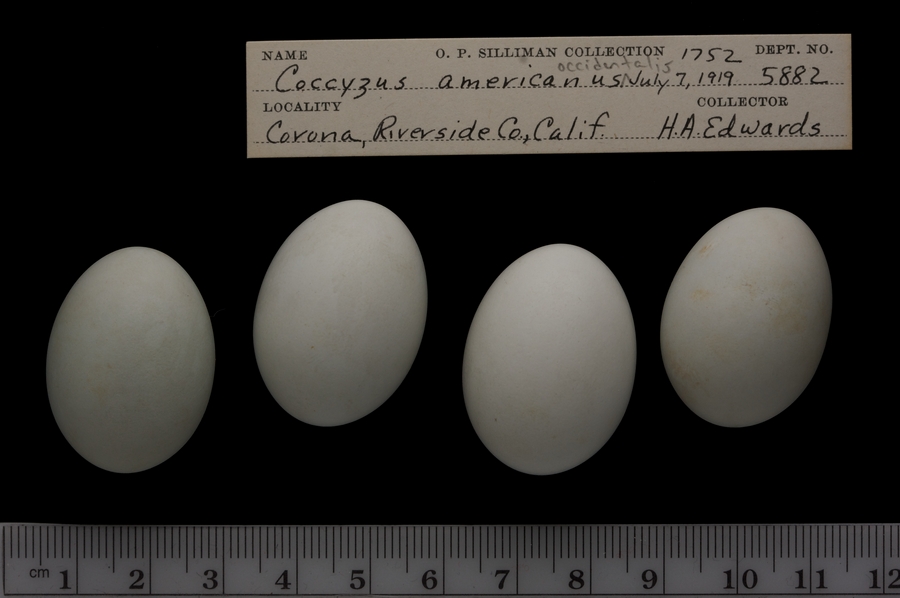 NAME O. P. SILLIMAN COLLECTION 1752 DEPT. NO.
occidentalis
Coccyzus americanus July 7, 1919 5882
LOCALITY COLLECTOR
Corona, Riverside Co., Calif. H.A. Edwards
cm 1 2 3 4 5 6 7 8 9 10 11 12